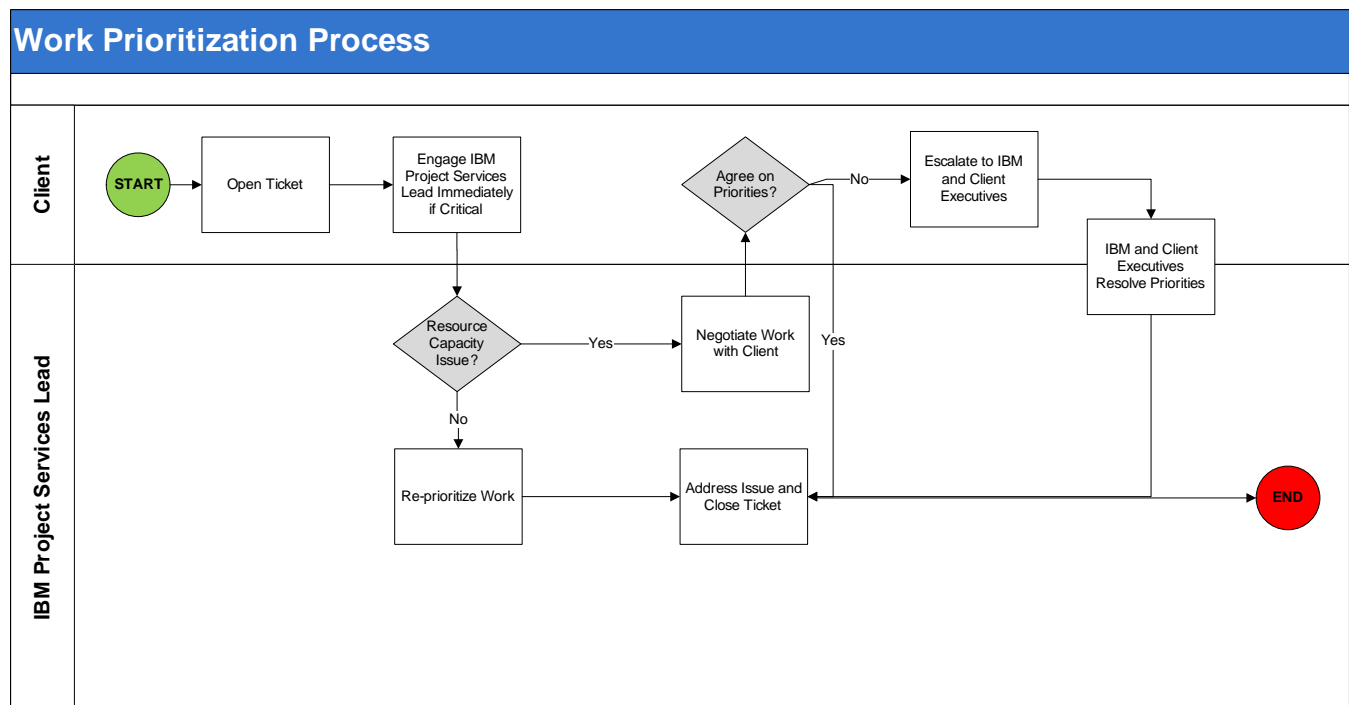 Work Prioritization Process
Client
START
Open Ticket
Engage IBM
Project Services
Lead Immediately
if Critical
Agree on
Priorities?
No
Escalate to IBM
and Client
Executives
IBM and Client
Executives
Resolve Priorities
IBM Project Services Lead
Resource
Capacity
Issue?
Yes
Negotiate Work
with Client
Yes
No
Re-prioritize Work
Address Issue and
Close Ticket
END